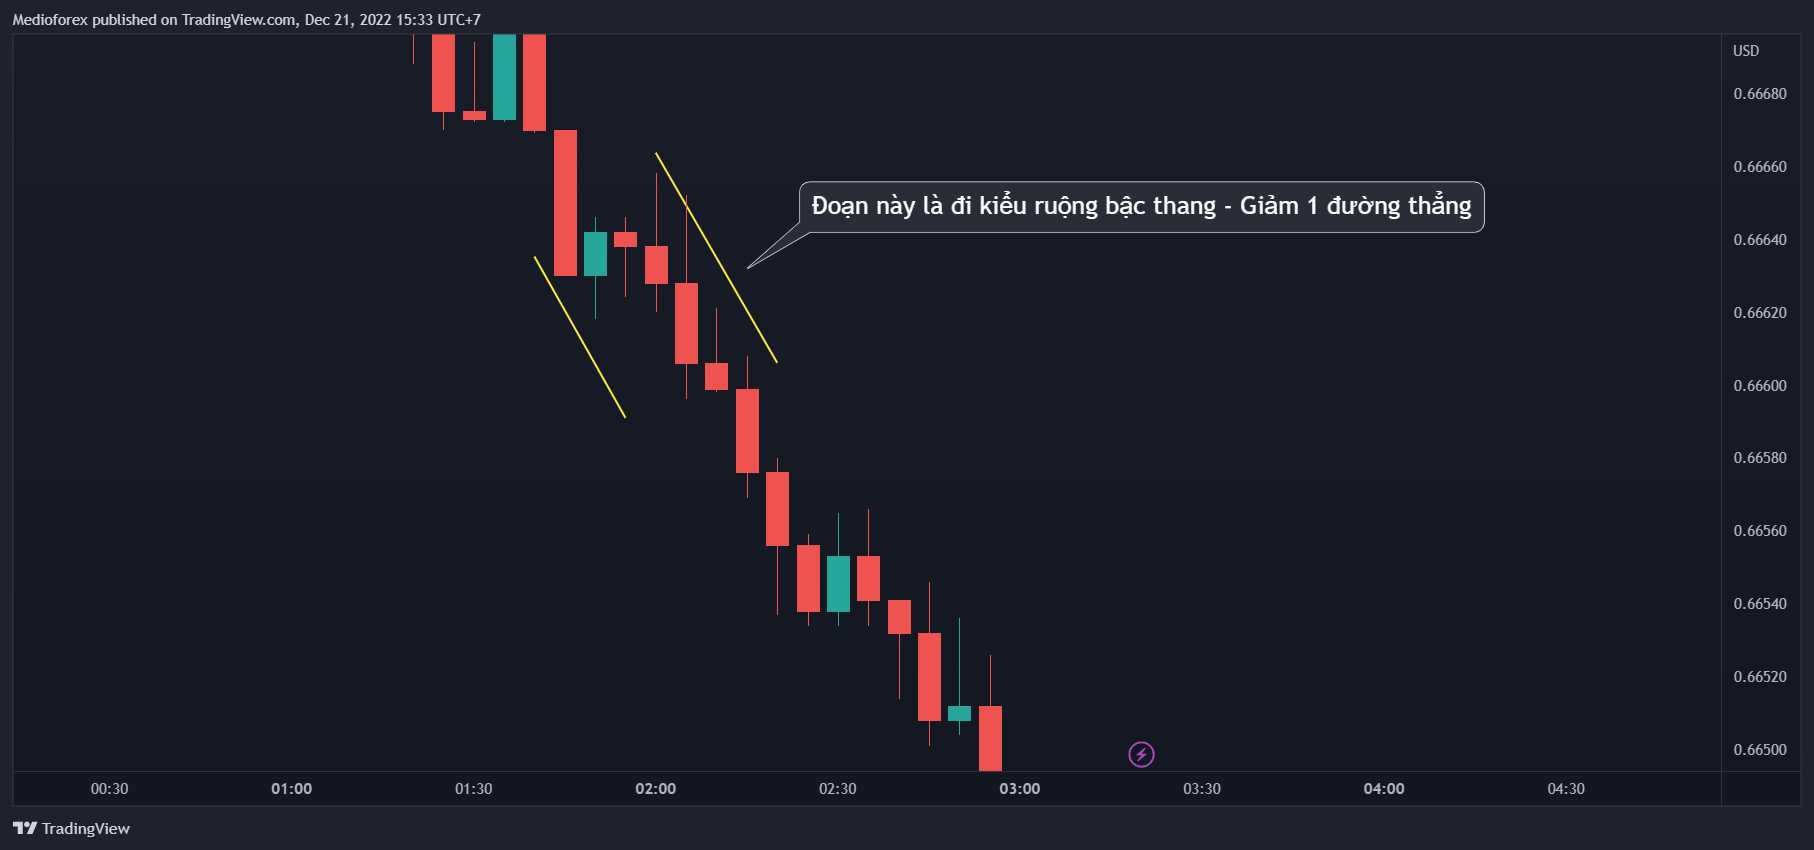 Medioforex published on TradingView.com, Dec 21, 2022 15:33 UTC+7
USD
0.66680
0.66660
Đoạn này là đi kiểu ruộng bậc thang - Giảm 1 đường thẳng
0.66640
0.66620
0.66600
0.66580
0.66560
0.66540
0.66520
0.66500
00:30 01:00 01:30 02:00 02:30 03:00 03:30 04:00 04:30
TradingView